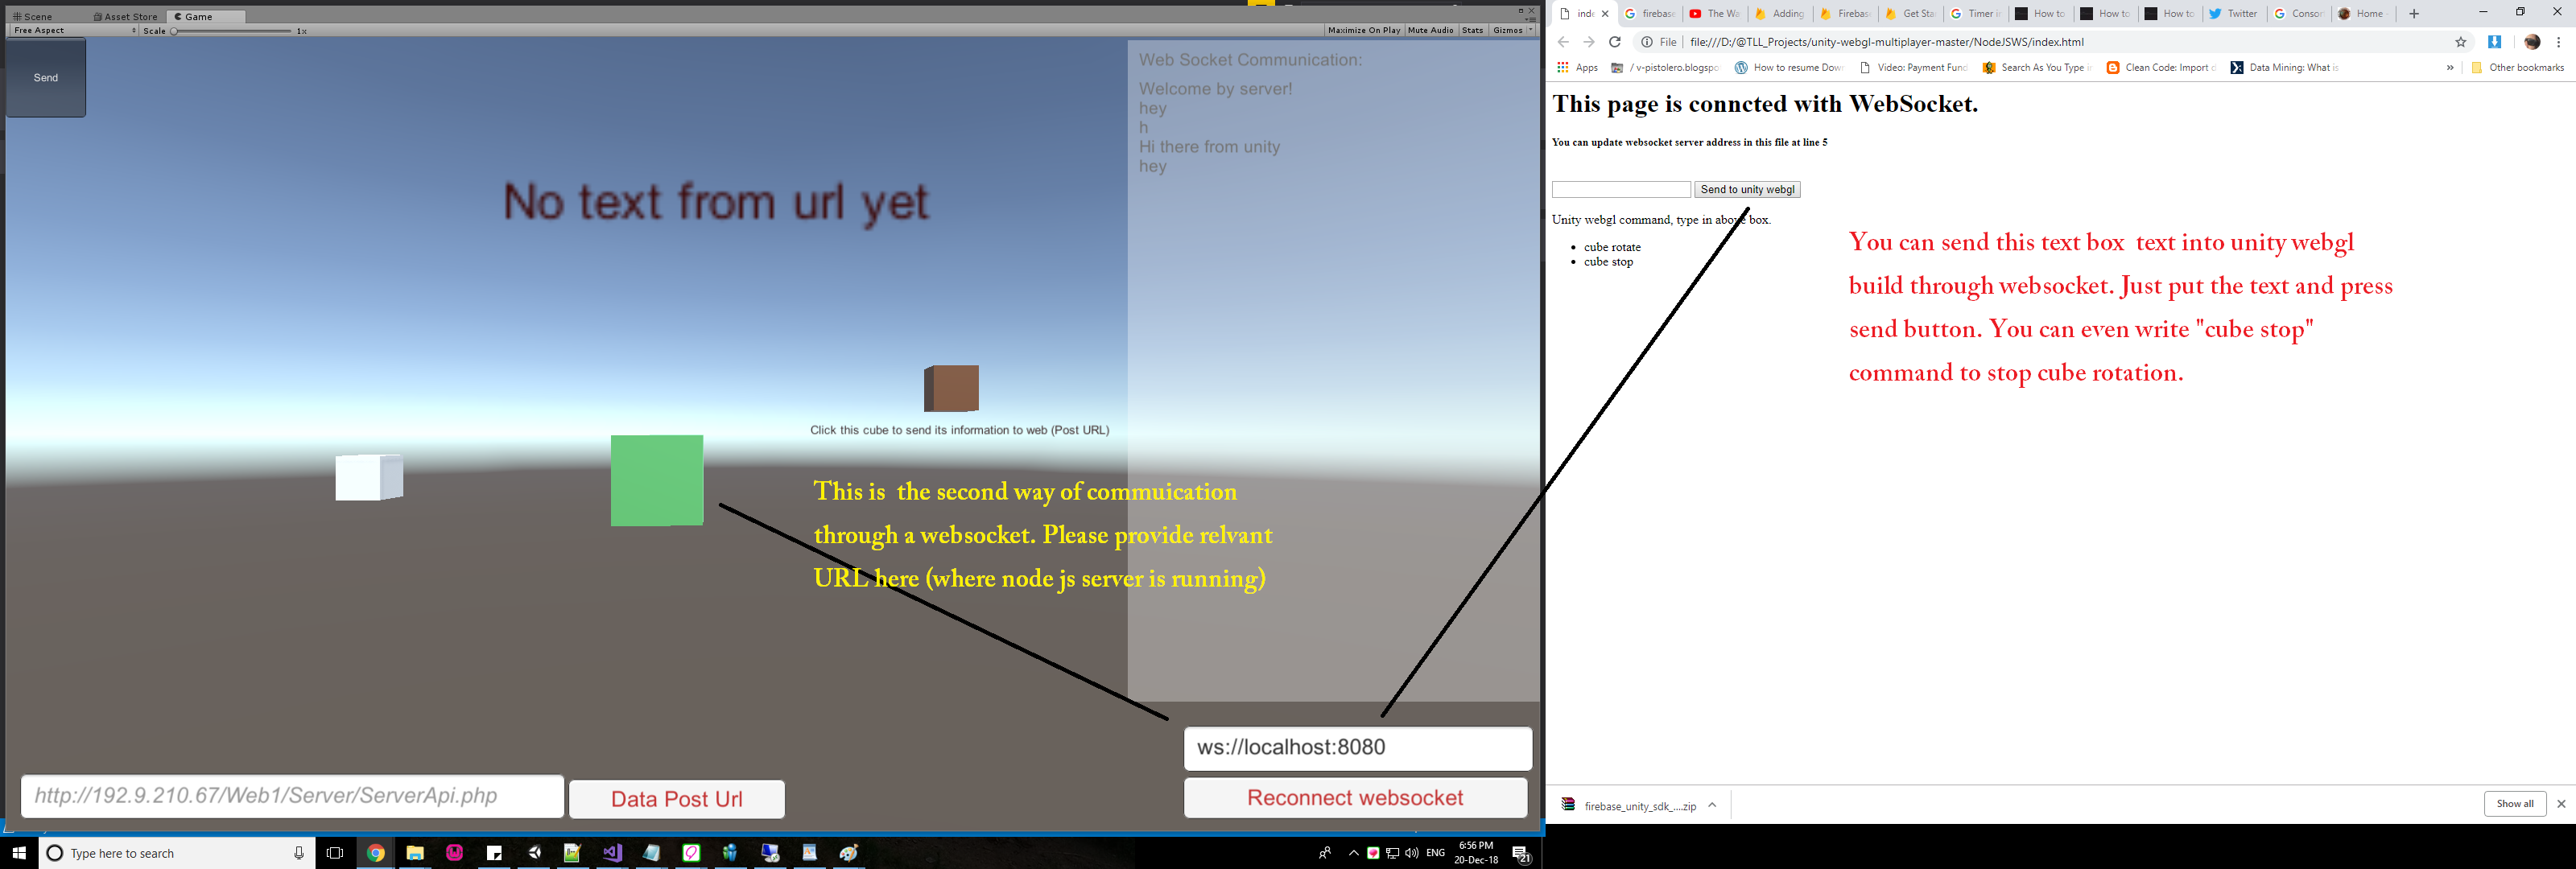 Scene
Asset Store
Game
Free Aspect
Scale
1x
Maximize On Play
Mute Audio
Stats
Gizmos
Send
Web Socket Communication:
Welcome by server!
hey
h
Hi there from unity
hey
No text from url yet
Click this cube to send its information to web (Post URL)
This is the second way of commuication
through a websocket. Please provide relvant
URL here (where node js server is running)
ws://localhost:8080
Reconnect websocket
http://192.9.210.67/Web1/Server/ServerApi.php
Data Post Url
Type here to search
ENG
6:56 PM
20-Dec-18
21
inde
firebase
The Wa
Adding
Firebase
Get Star
Timer in
How to
How to
How to
Twitter
Conso
Home -
File
file:///D:/@TLL_Projects/unity-webgl-multiplayer-master/NodeJSWS/index.html
Apps
/ v-pistolero.blogspo
How to resume Dow
Video: Payment Fund
Search As You Type i
Clean Code: Import d
Data Mining: What is
»
Other bookmarks
This page is conncted with WebSocket.
You can update websocket server address in this file at line 5
Send to unity webgl
Unity webgl command, type in above box.
cube rotate
cube stop
You can send this text box text into unity webgl
build through websocket. Just put the text and press
send button. You can even write "cube stop"
command to stop cube rotation.
firebase_unity_sdk_....zip
Show all